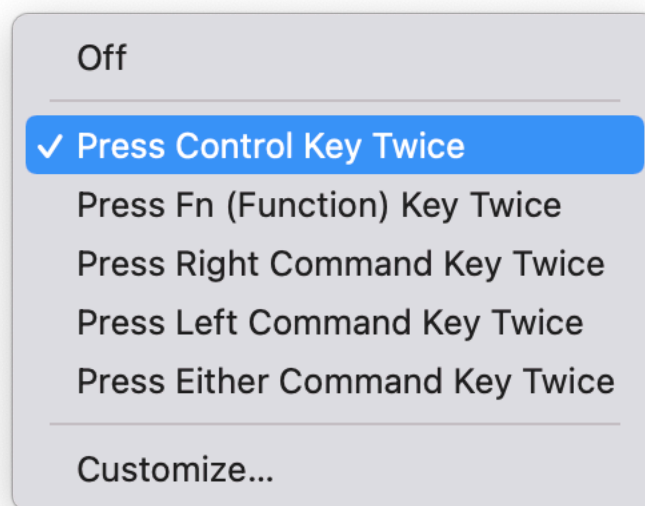 Off
Press Control Key Twice
Press Fn (Function) Key Twice
Press Right Command Key Twice
Press Left Command Key Twice
Press Either Command Key Twice
Customize...